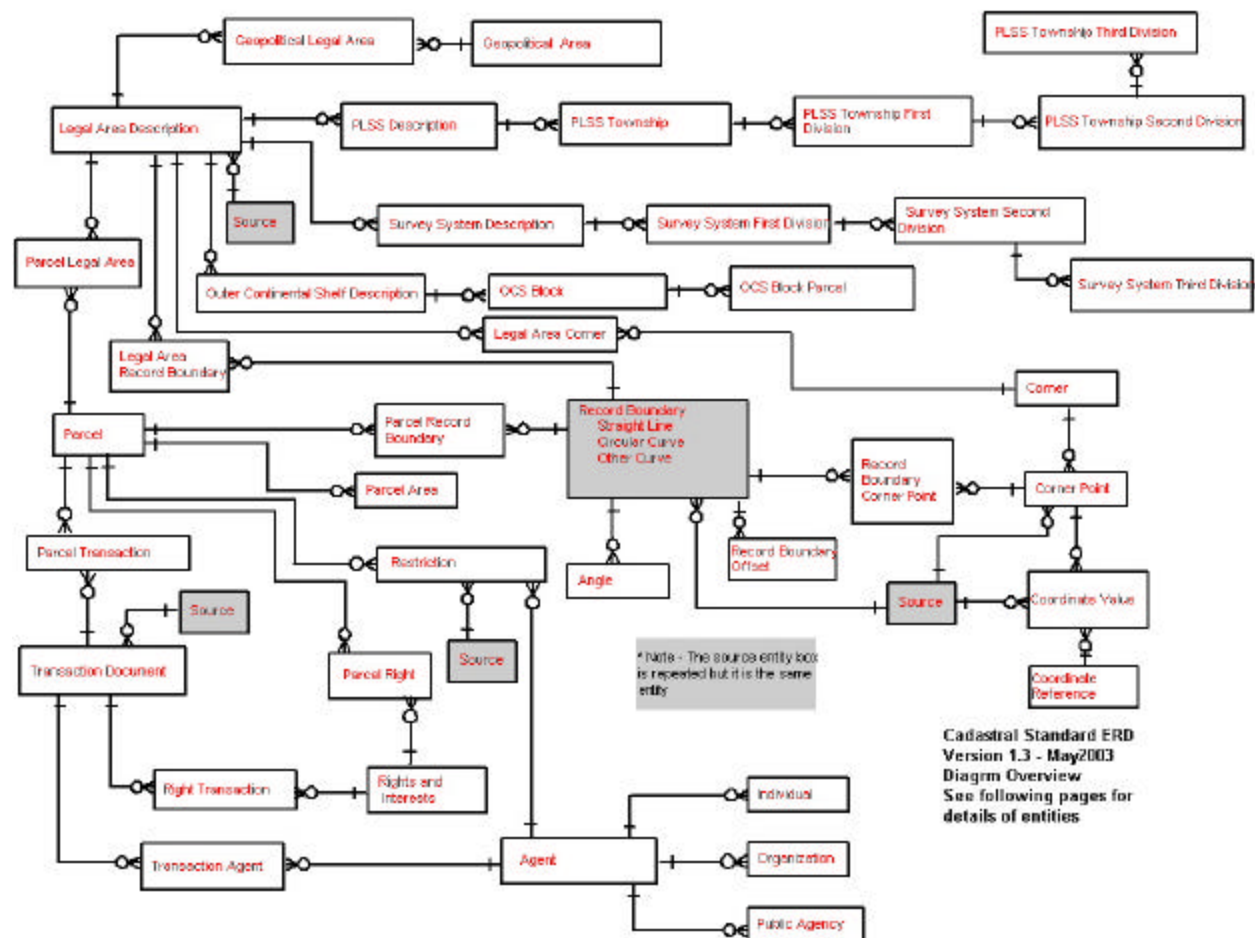 Geopolitical Legal Area
Geopolitical Area
PLSS Township Third Division
Legal Area Description
PLSS Description
PLSS Township
PLSS Township First
Division
PLSS Township Second Division
Source
Survey System Description
Survey System First Division
Survey System Second
Division
Parcel Legal Area
Outer Continental Shelf Description
OCS Block
OCS Block Parcel
Survey System Third Division
Legal Area Corner
Legal Area
Record Boundary
Corner
Parcel
Parcel Record
Boundary
Record Boundary
Straight Line
Circular Curve
Other Curve
Record
Boundary
Corner Point
Corner Point
Parcel Area
Parcel Transaction
Restriction
Angle
Record Boundary
Offset
Source
Coordinate Value
Source
Transaction Document
Parcel Right
Source
* Note - The source entity box
is repeated but it is the same
entity
Coordinate
Reference
Cadastral Standard ERD
Version 1.3 - May2003
Diagrm Overview
See following pages for
details of entities
Right Transaction
Rights and
Interests
Individual
Transaction Agent
Agent
Organization
Public Agency